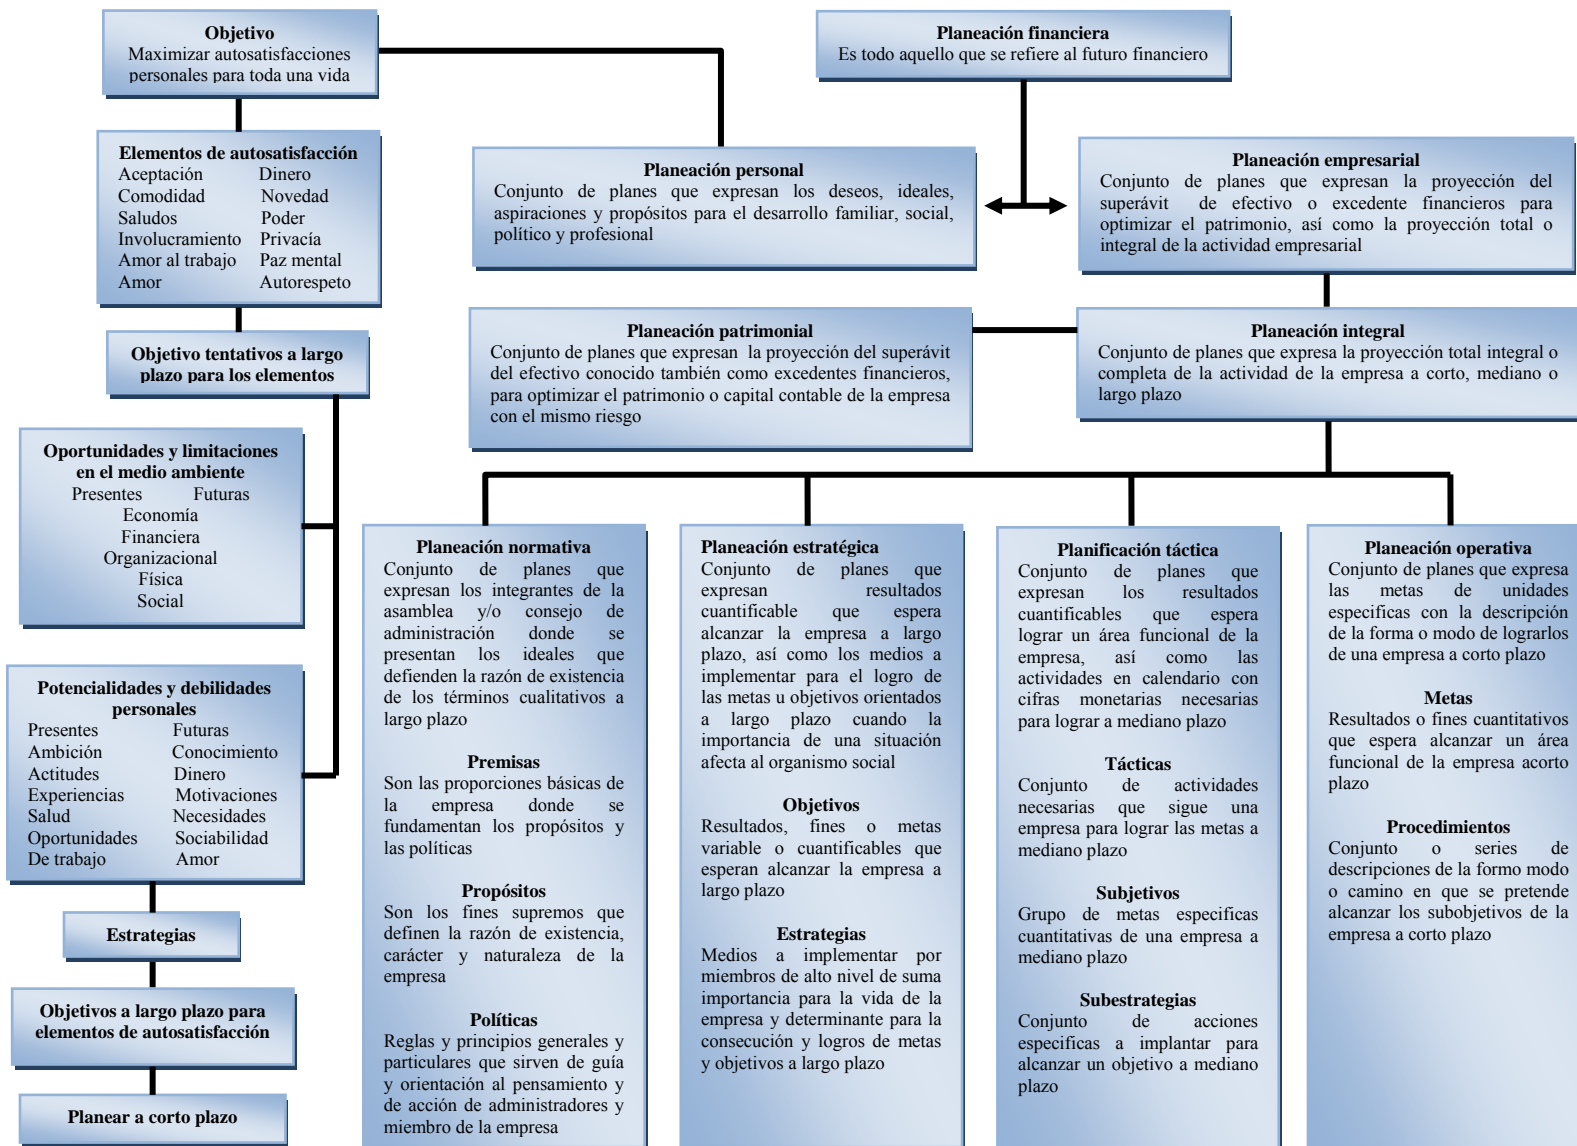 Objetivo
Maximizar autosatisfacciones
personales para toda una vida
Planeación financiera
Es todo aquello que se refiere al futuro financiero
Elementos de autosatisfacción
Aceptación Dinero
Comodidad Novedad
Saludos Poder
Involucramiento Privacía
Amor al trabajo Paz mental
Amor Autorespeto
Planeación personal
Conjunto de planes que expresan los deseos, ideales,
aspiraciones y propósitos para el desarrollo familiar, social,
político y profesional
Planeación empresarial
Conjunto de planes que expresan la proyección del
superávit de efectivo o excedente financieros para
optimizar el patrimonio, así como la proyección total o
integral de la actividad empresarial
Objetivo tentativos a largo
plazo para los elementos
Planeación patrimonial
Conjunto de planes que expresan la proyección del superávit
del efectivo conocido también como excedentes financieros,
para optimizar el patrimonio o capital contable de la empresa
con el mismo riesgo
Planeación integral
Conjunto de planes que expresa la proyección total integral o
completa de la actividad de la empresa a corto, mediano o
largo plazo
Oportunidades y limitaciones
en el medio ambiente
Presentes Futuras
Economía
Financiera
Organizacional
Física
Social
Potencialidades y debilidades
personales
Presentes Futuras
Ambición Conocimiento
Actitudes Dinero
Experiencias Motivaciones
Salud Necesidades
Oportunidades Sociabilidad
De trabajo Amor
Estrategias
Objetivos a largo plazo para
elementos de autosatisfacción
Planear a corto plazo
Planeación normativa
Conjunto de planes que
expresan los integrantes de la
asamblea y/o consejo de
administración donde se
presentan los ideales que
defienden la razón de existencia
de los términos cualitativos a
largo plazo
Premisas
Son las proporciones básicas de
la empresa donde se
fundamentan los propósitos y
las políticas
Propósitos
Son los fines supremos que
definen la razón de existencia,
carácter y naturaleza de la
empresa
Políticas
Reglas y principios generales y
particulares que sirven de guía
y orientación al pensamiento y
de acción de administradores y
miembro de la empresa
Planeación estratégica
Conjunto de planes que
expresan resultados
cuantificable que espera
alcanzar la empresa a largo
plazo, así como los medios a
implementar para el logro de
las metas u objetivos orientados
a largo plazo cuando la
importancia de una situación
afecta al organismo social
Objetivos
Resultados, fines o metas
variable o cuantificables que
esperan alcanzar la empresa a
largo plazo
Estrategias
Medios a implementar por
miembros de alto nivel de suma
importancia para la vida de la
empresa y determinante para la
consecución y logros de metas
y objetivos a largo plazo
Planificación táctica
Conjunto de planes que
expresan los resultados
cuantificables que espera
lograr un área funcional de la
empresa, así como las
actividades en calendario con
cifras monetarias necesarias
para lograr a mediano plazo
Tácticas
Conjunto de actividades
necesarias que sigue una
empresa para lograr las metas a
mediano plazo
Subjetivos
Grupo de metas especificas
cuantitativas de una empresa a
mediano plazo
Subestrategias
Conjunto de acciones
especificas a implantar para
alcanzar un objetivo a mediano
plazo
Planeación operativa
Conjunto de planes que expresa
las metas de unidades
especificas con la descripción
de la forma o modo de lograrlos
de una empresa a corto plazo
Metas
Resultados o fines cuantitativos
que espera alcanzar un área
funcional de la empresa acorto
plazo
Procedimientos
Conjunto o series de
descripciones de la formo modo
o camino en que se pretende
alcanzar los subobjetivos de la
empresa a corto plazo